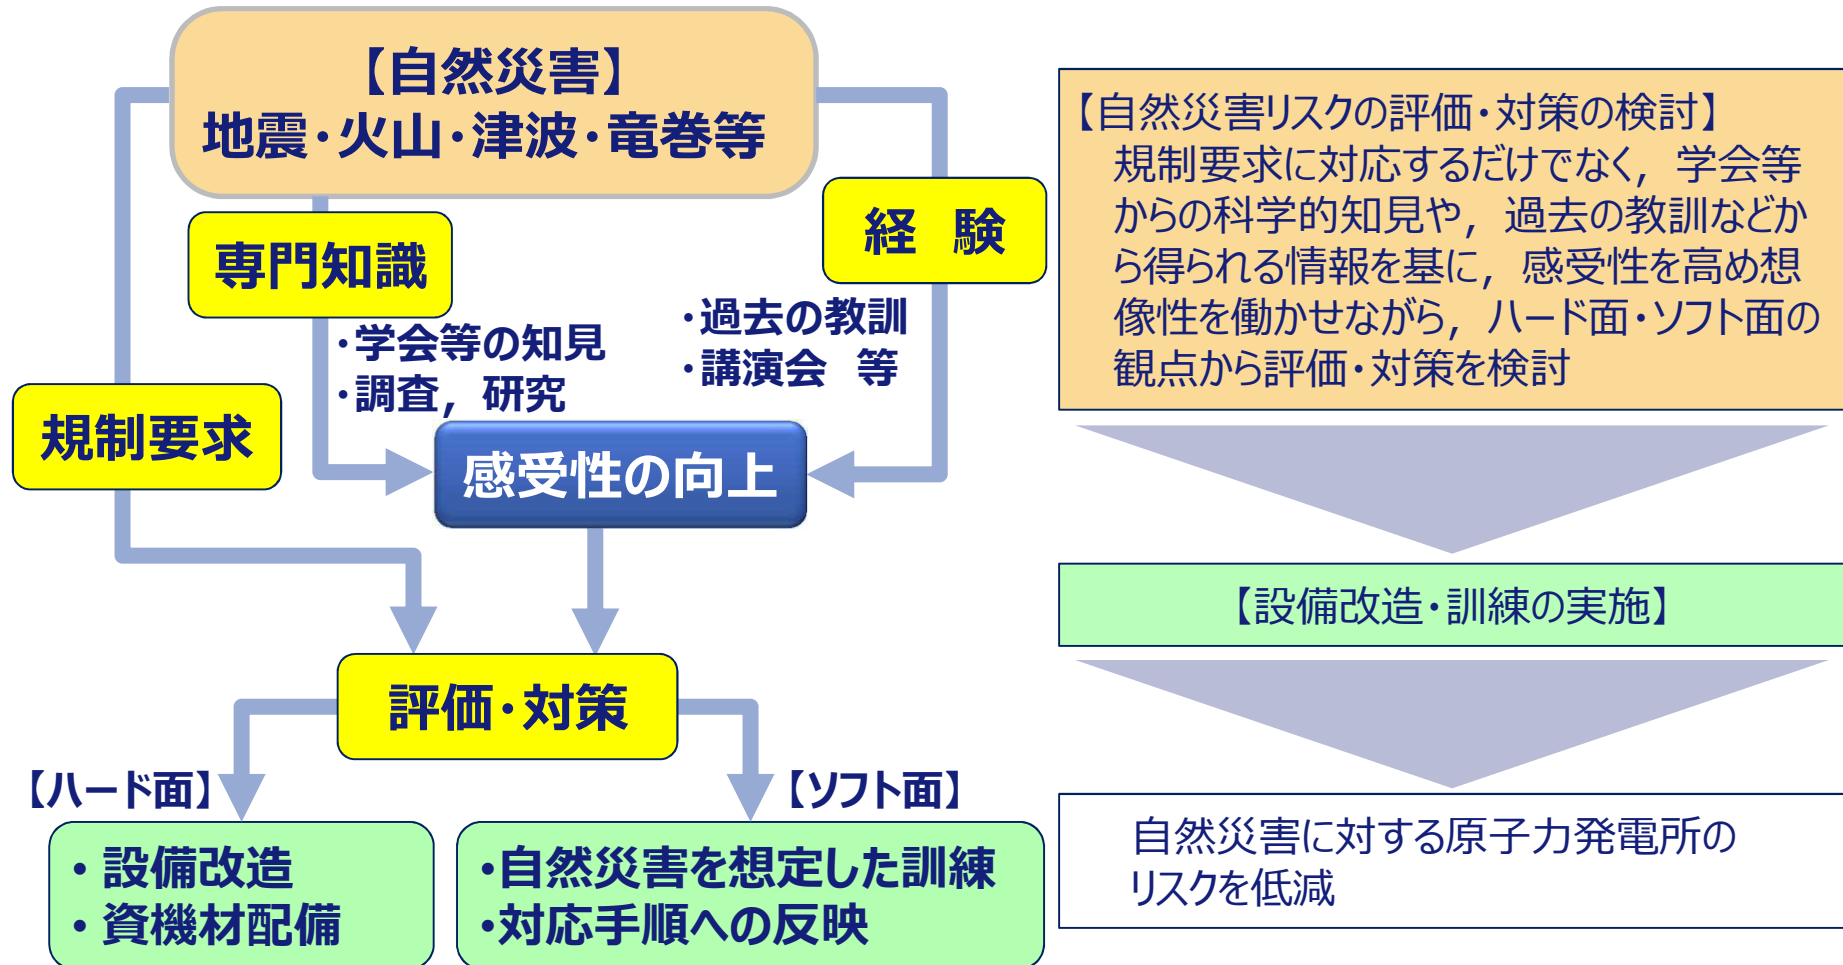 【自然災害】
地震・火山・津波・竜巻等
専門知識
・学会等の知見
・調査，研究
経　験
・過去の教訓
・講演会　等
規制要求
感受性の向上
評価・対策
【ハード面】
・設備改造
・資機材配備
【ソフト面】
・自然災害を想定した訓練
・対応手順への反映
【自然災害リスクの評価・対策の検討】
規制要求に対応するだけでなく，学会等
からの科学的知見や，過去の教訓などか
ら得られる情報を基に，感受性を高め想
像性を働かせながら，ハード面・ソフト面の
観点から評価・対策を検討
【設備改造・訓練の実施】
自然災害に対する原子力発電所の
リスクを低減